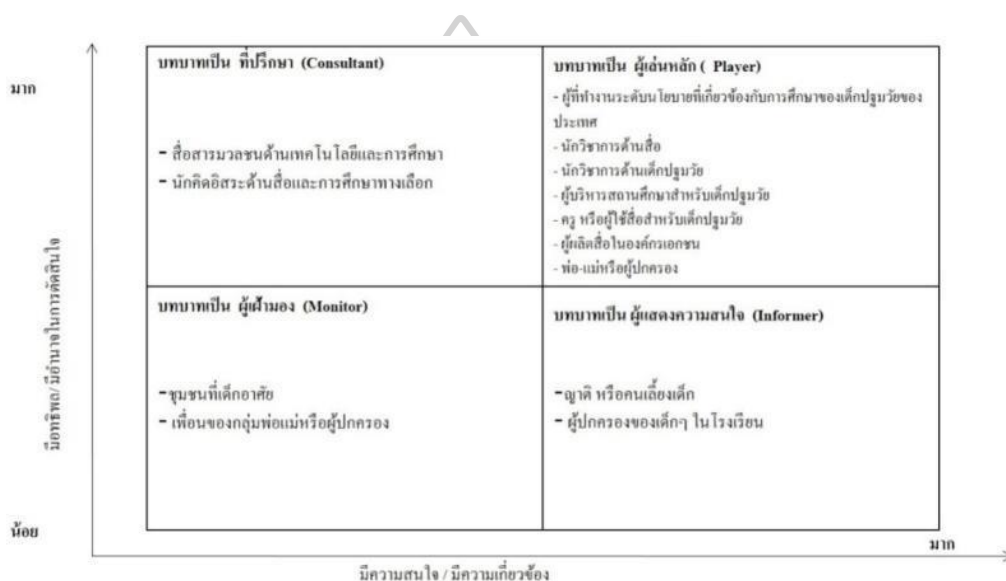 บทบาทเป็น ที่ปรึกษา (Consultant)
- สื่อสารมวลชนด้านเทคโนโลยีและการศึกษา
- นักคิดอิสระด้านสื่อและการศึกษาทางเลือก
บทบาทเป็น ผู้เล่นหลัก ( Player)
- ผู้ที่ทำงานระดับนโยบายที่เกี่ยวข้องกับการศึกษาของเด็กปฐมวัยของ
ประเทศ
- นักวิชาการด้านสื่อ
- นักวิชาการด้านเด็กปฐมวัย
- ผู้บริหารสถานศึกษาสำหรับเด็กปฐมวัย
- ครู หรือผู้ใช้สื่อสำหรับเด็กปฐมวัย
- ผู้ผลิตสื่อในองค์กรเอกชน
- พ่อ-แม่หรือผู้ปกครอง
มาก
มีอิทธิพล/ มีอำนาจในการตัดสินใจ
บทบาทเป็น ผู้เฝ้ามอง (Monitor)
-ชุมชนที่เด็กอาศัย
- เพื่อนของกลุ่มพ่อแม่หรือผู้ปกครอง
บทบาทเป็น ผู้แสดงความสนใจ (Informer)
-ญาติ หรือคนเลี้ยงเด็ก
- ผู้ปกครองของเด็กๆ ในโรงเรียน
น้อย
มาก
มีความสนใจ / มีความเกี่ยวข้อง